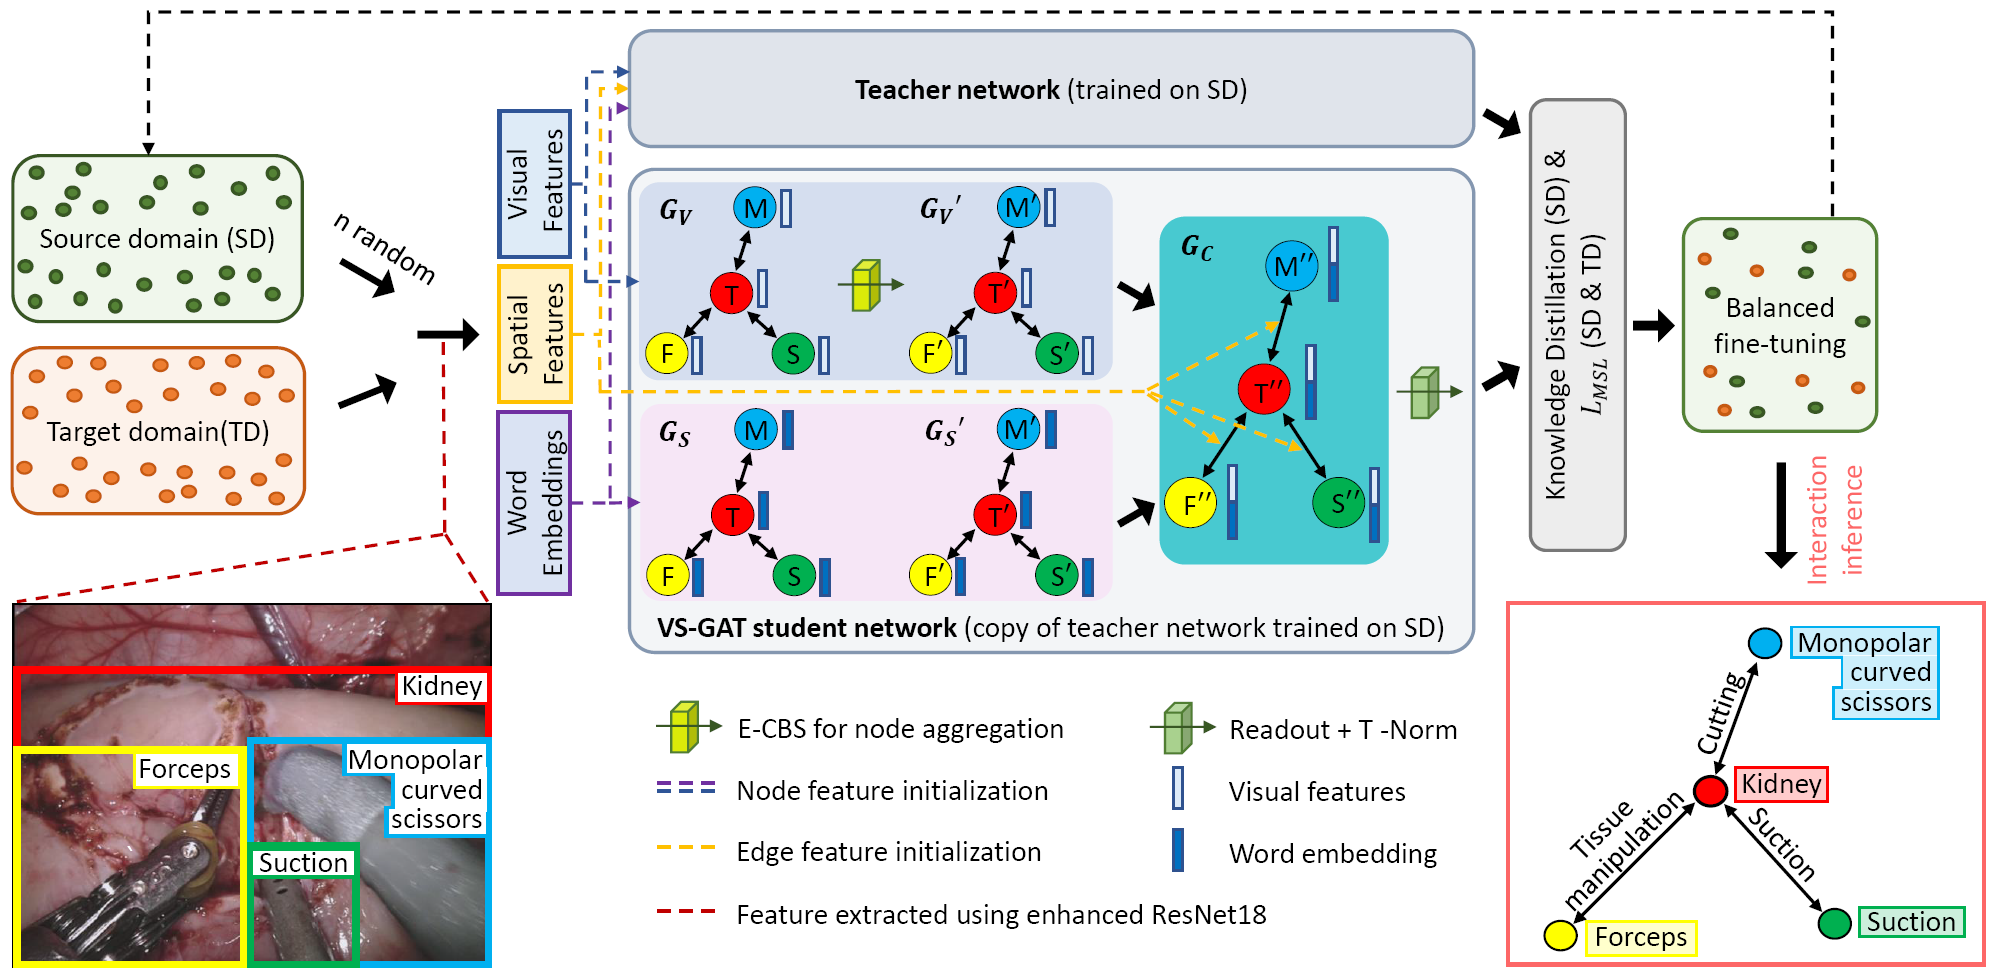 Teacher network (trained on SD)
Source domain (SD)
Target domain(TD)
n random
Visual
Features
Spatial
Features
Word
Embeddings
G_V
M
T
F
S
G_V′
M′
T′
F′
S′
G_S
M
T
F
S
G_S′
M′
T′
F′
S′
G_C
M′′
T′′
F′′
S′′
VS-GAT student network (copy of teacher network trained on SD)
Knowledge Distillation (SD) &
L_MSL (SD & TD)
Balanced
fine-tuning
Interaction
inference
Kidney
Forceps
Monopolar
curved
scissors
Suction
E-CBS for node aggregation
Node feature initialization
Edge feature initialization
Feature extracted using enhanced ResNet18
Readout + T -Norm
Visual features
Word embedding
Monopolar
curved
scissors
Cutting
Kidney
Tissue
manipulation
Suction
Forceps
Suction